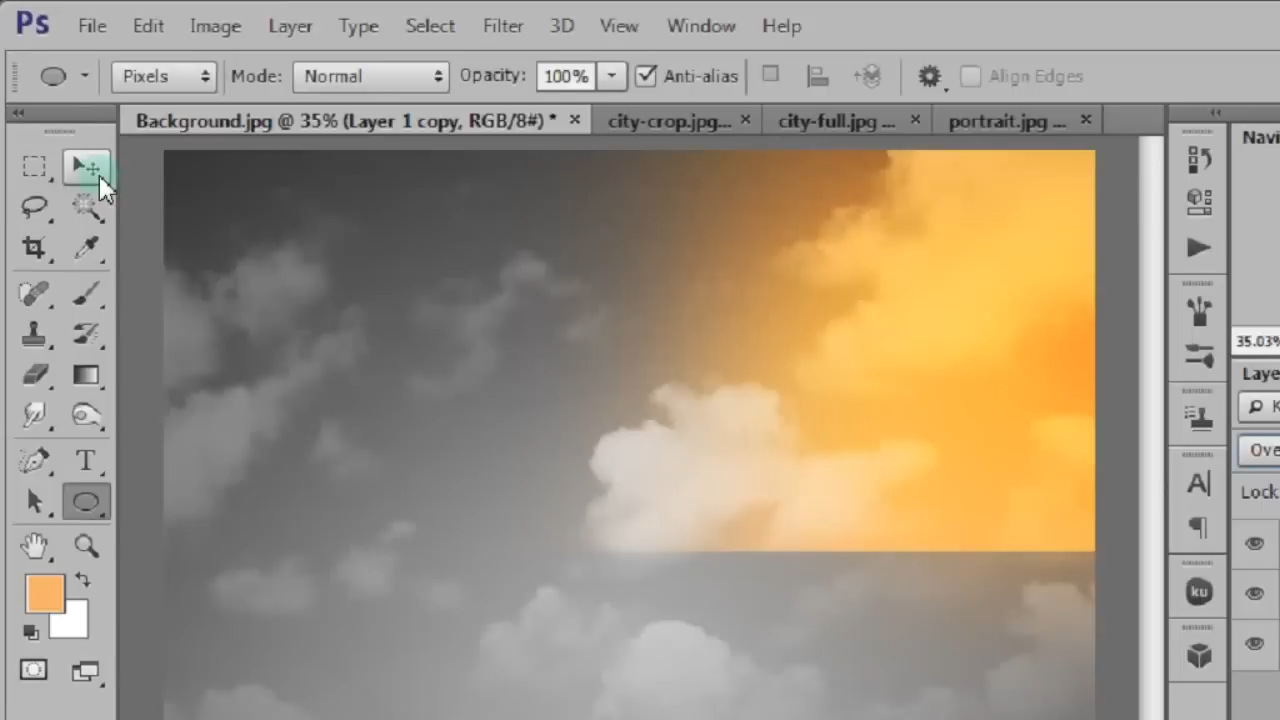 Ps File Edit Image Layer Type Select Filter 3D View Window Help
Pixels Mode: Normal Opacity: 100% Anti-alias Align Edges
Background.jpg @ 35% (Layer 1 copy, RGB/8#) * × city-crop.jpg... × city-full.jpg ... × portrait.jpg ... ×
Navi
T
35.03%
Laye
K
Ove
A
Lock
ku